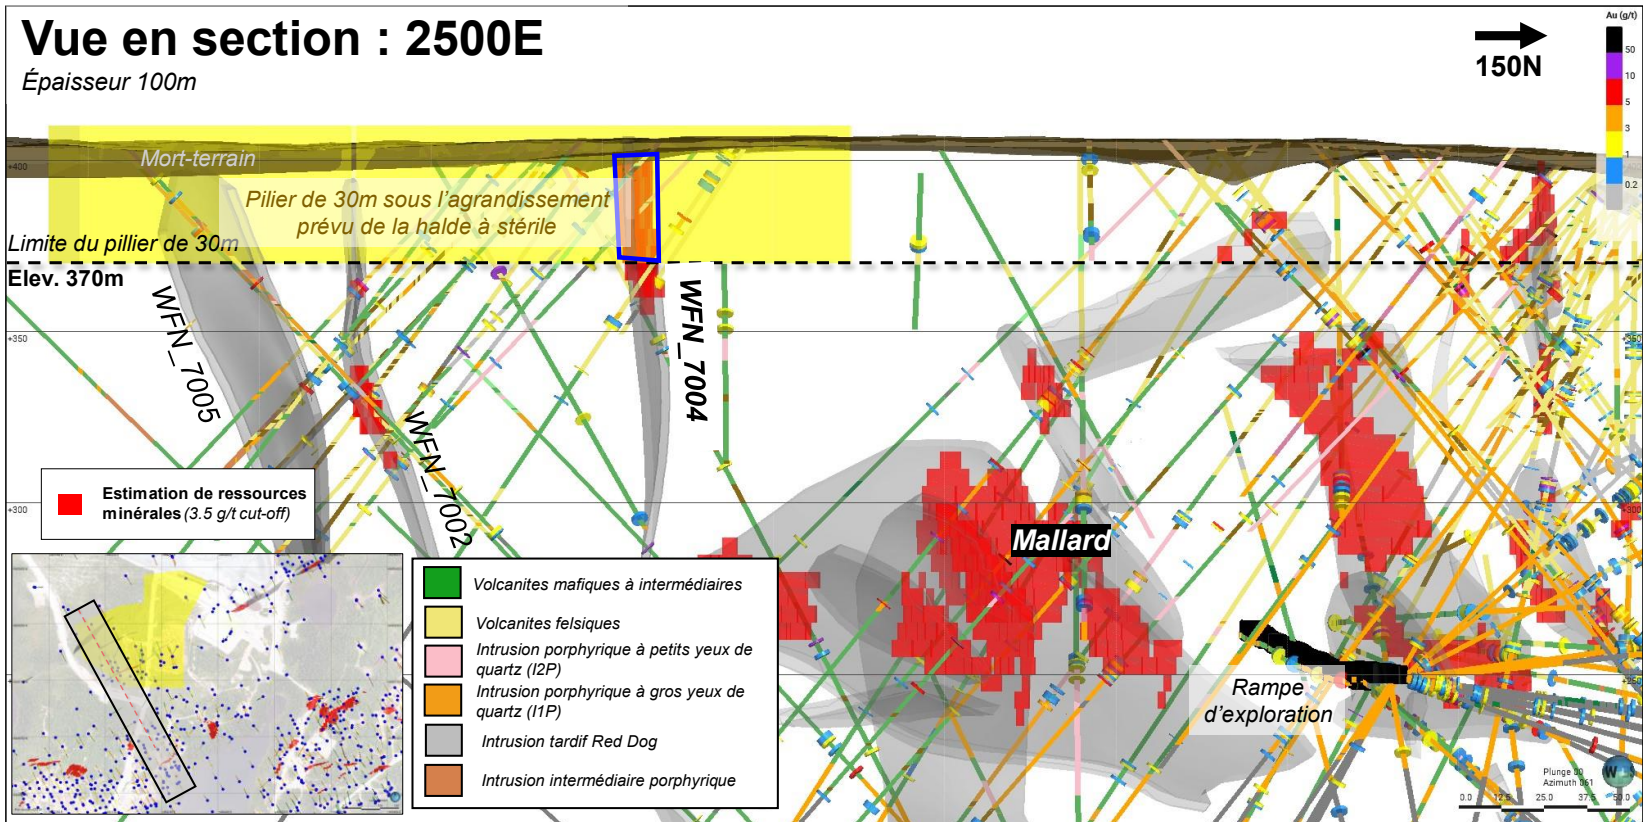 Vue en section : 2500E
Épaisseur 100m
150N
Au (g/t)
50
10
5
3
1
0.2
Mort-terrain
+400
Pilier de 30m sous l'agrandissement
prévu de la halde à stérile
Limite du pillier de 30m
Elev. 370m
WFN_7005
WFN_7002
WFN_7004
+350
+350
+300
+300
Estimation de ressources
minérales (3.5 g/t cut-off)
Mallard
Volcanites mafiques à intermédiaires
Volcanites felsiques
Intrusion porphyrique à petits yeux de
quartz (I2P)
Intrusion porphyrique à gros yeux de
quartz (I1P)
Intrusion tardif Red Dog
Intrusion intermédiaire porphyrique
+250
Rampe
d'exploration
Plunge 00
Azimuth 061
W
0.0 12.5 25.0 37.5 50.0